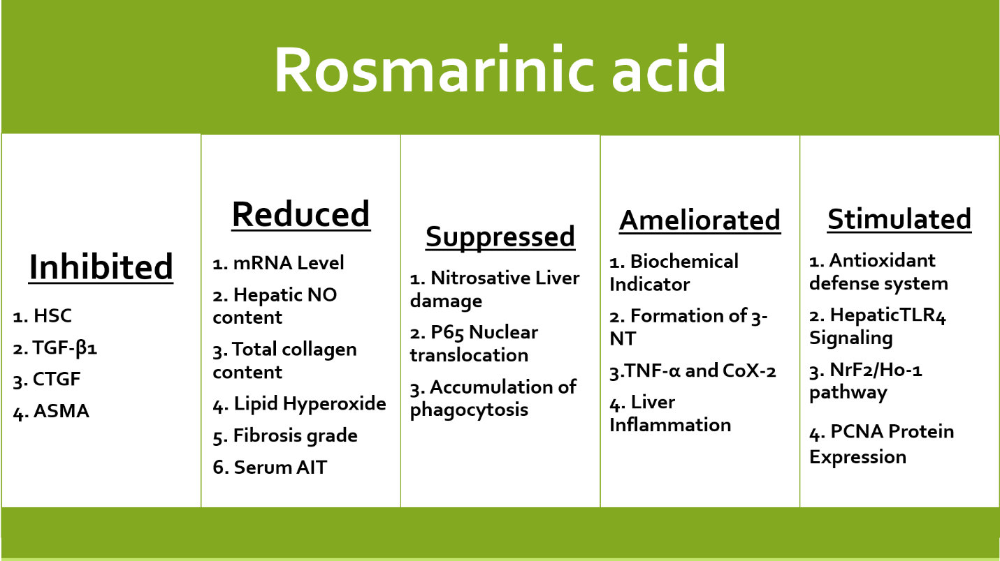 Rosmarinic acid
Inhibited
1. HSC
2. TGF-β1
3. CTGF
4. ASMA
Reduced
1. mRNA Level
2. Hepatic NO
content
3. Total collagen
content
4. Lipid Hyperoxide
5. Fibrosis grade
6. Serum AIT
Suppressed
1. Nitrosative Liver
damage
2. P65 Nuclear
translocation
3. Accumulation of
phagocytosis
Ameliorated
1. Biochemical
Indicator
2. Formation of 3-
NT
3.TNF-α and CoX-2
4. Liver
Inflammation
Stimulated
1. Antioxidant
defense system
2. HepaticTLR4
Signaling
3. NrF2/Ho-1
pathway
4. PCNA Protein
Expression